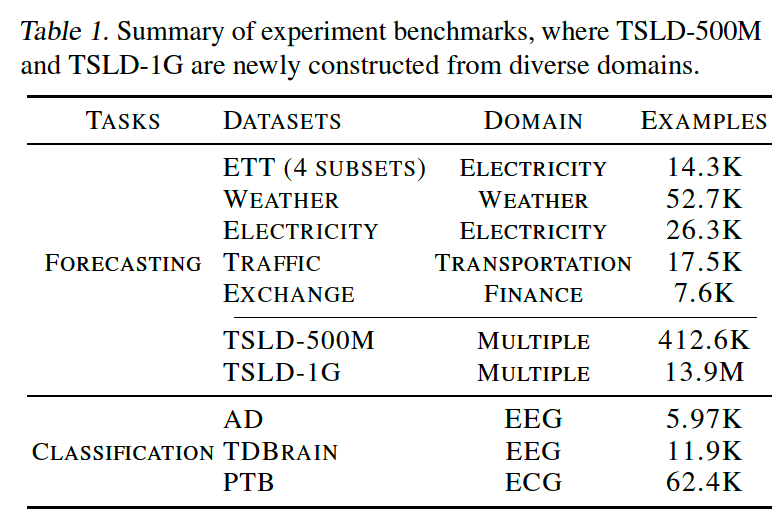 Table 1. Summary of experiment benchmarks, where TSLD-500M
and TSLD-1G are newly constructed from diverse domains.
TASKS DATASETS DOMAIN EXAMPLES
ETT (4 SUBSETS) ELECTRICITY 14.3K
WEATHER WEATHER 52.7K
ELECTRICITY ELECTRICITY 26.3K
FORECASTING TRAFFIC TRANSPORTATION 17.5K
EXCHANGE FINANCE 7.6K
TSLD-500M MULTIPLE 412.6K
TSLD-1G MULTIPLE 13.9M
AD EEG 5.97K
CLASSIFICATION TDBRAIN EEG 11.9K
PTB ECG 62.4K